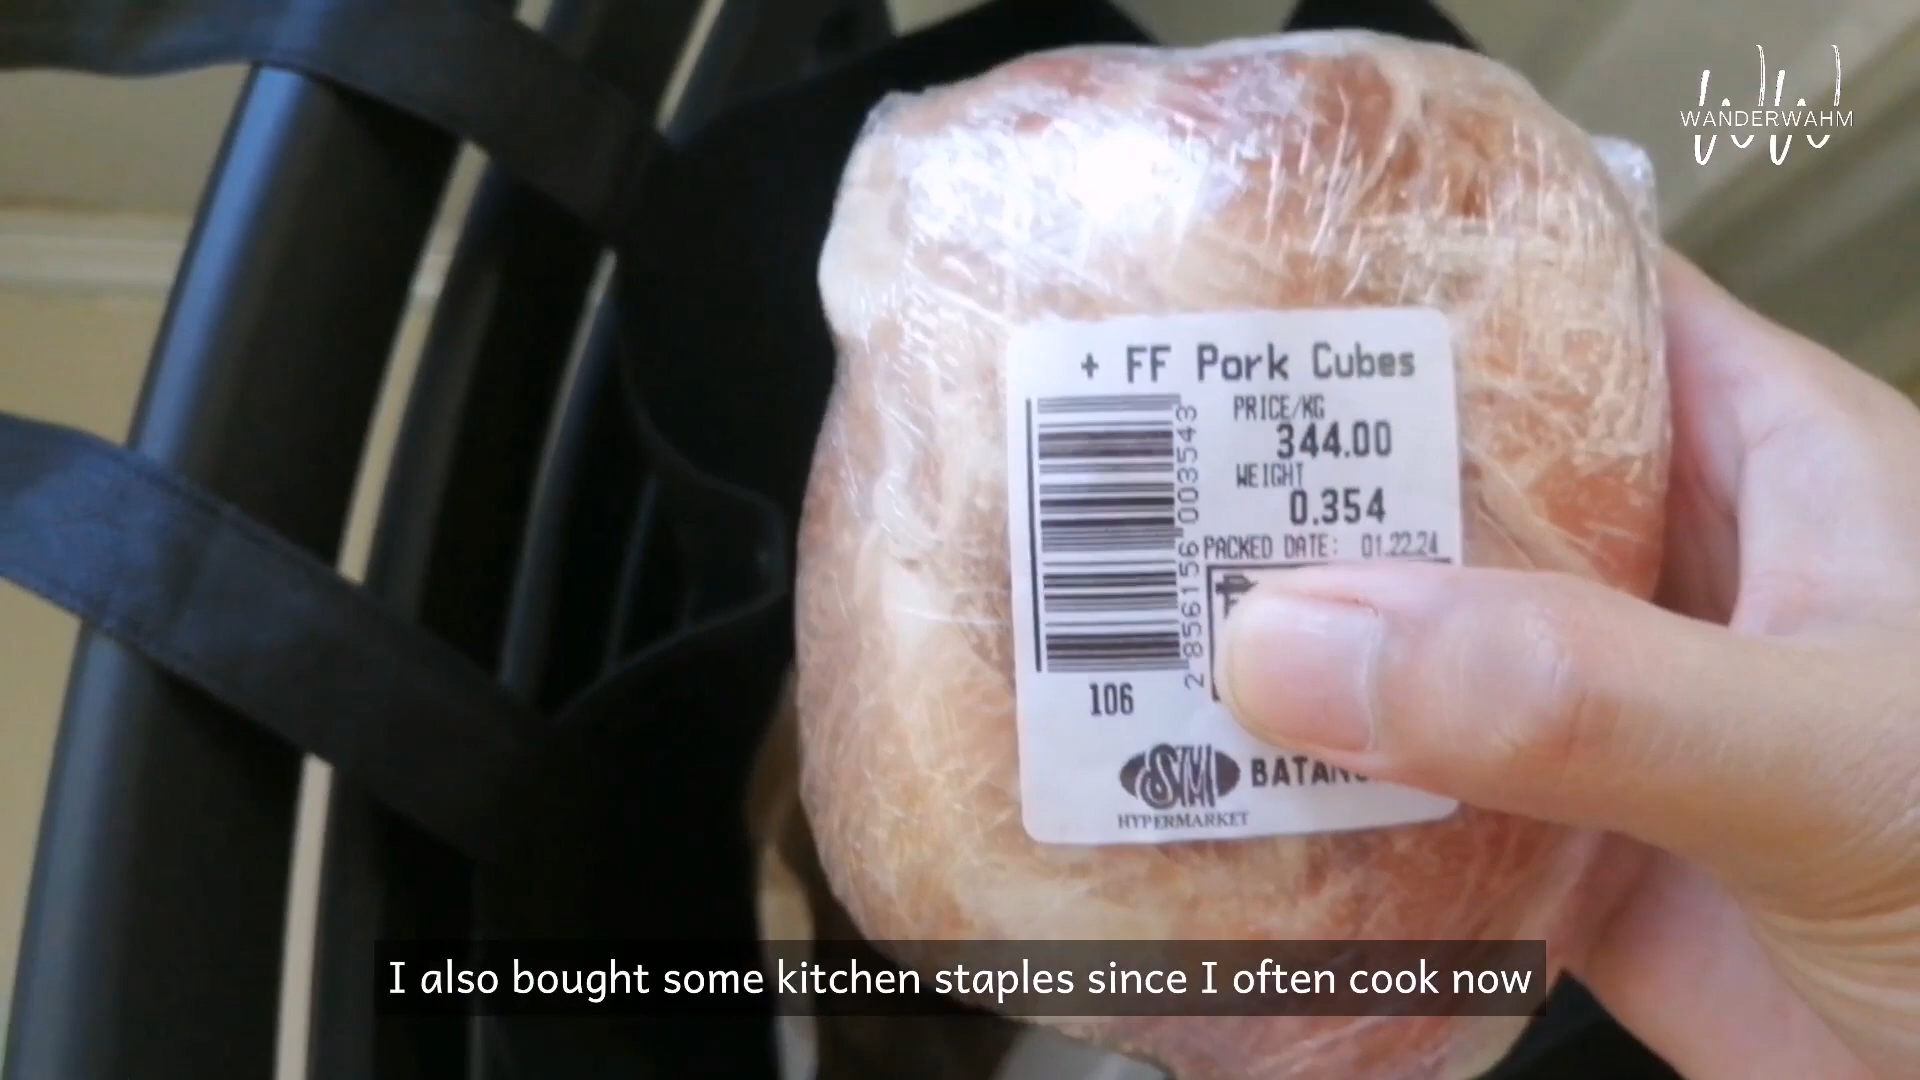 WANDERWAHM
+ FF Pork Cubes
PRICE/KG
344.00
WEIGHT
0.354
PACKED DATE: 01.22.24
2 856156 003543
106
SM
HYPERMARKET
I also bought some kitchen staples since I often cook now